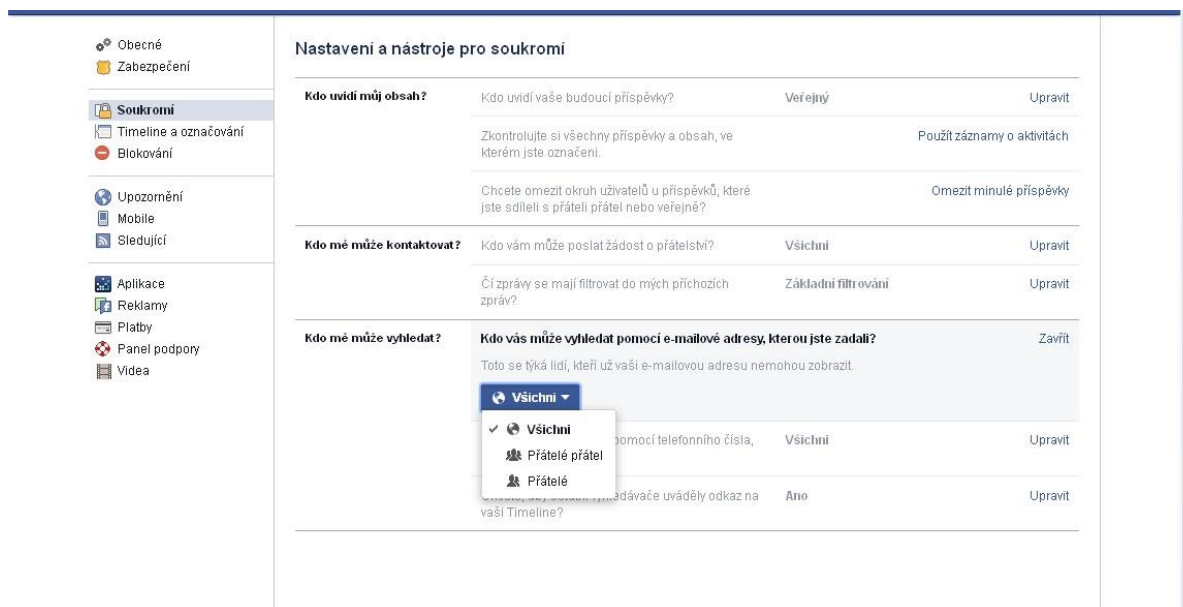 Obecné
Zabezpečení
Soukromí
Timeline a označování
Blokování
Upozornění
Mobile
Sledující
Aplikace
Reklamy
Platby
Panel podpory
Videa
Nastavení a nástroje pro soukromí
Kdo uvidí můj obsah? Kdo uvidí vaše budoucí příspěvky? Veřejný Upravit
Zkontrolujte si všechny příspěvky a obsah, ve Použít záznamy o aktivitách
kterém jste označeni.
Chcete omezit okruh uživatelů u příspěvků, které Omezit minulé příspěvky
jste sdíleli s přáteli přátel nebo veřejně?
Kdo mé může kontaktovat? Kdo vám může poslat žádost o přátelství? Všichni Upravit
Čí zprávy se mají filtrovat do mých příchozích Základní filtrování Upravit
zpráv?
Kdo mé může vyhledat? Kdo vás může vyhledat pomocí e-mailové adresy, kterou jste zadali? Zavřít
Toto se týká lidí, kteří už vaši e-mailovou adresu nemohou zobrazit.
Všichni
Všichni
Přátelé přátel
Přátelé
pomocí telefonního čísla, Všichni Upravit
uváděly odkaz na Ano Upravit
vaši Timeline?